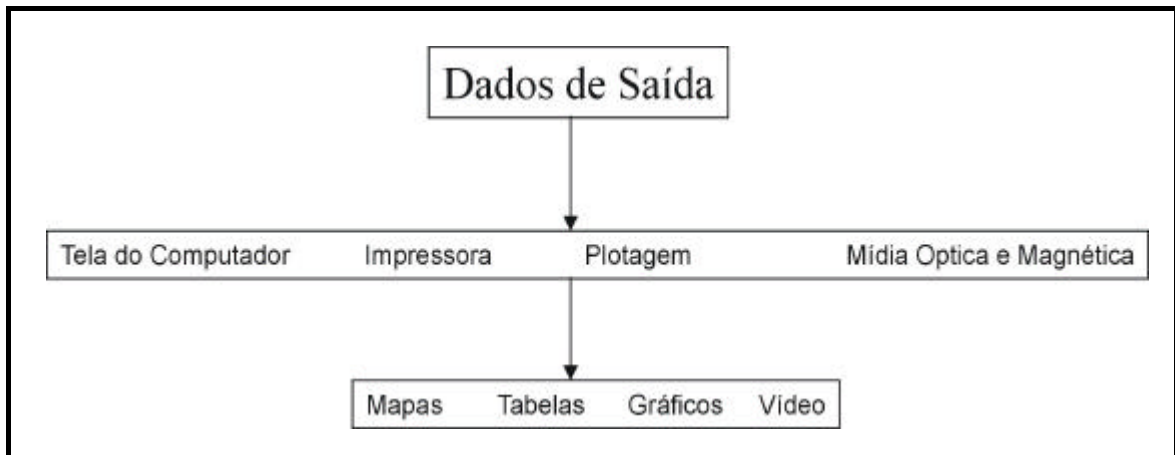 Dados de Saída
Tela do Computador Impressora Plotagem Mídia Optica e Magnética
Mapas Tabelas Gráficos Vídeo